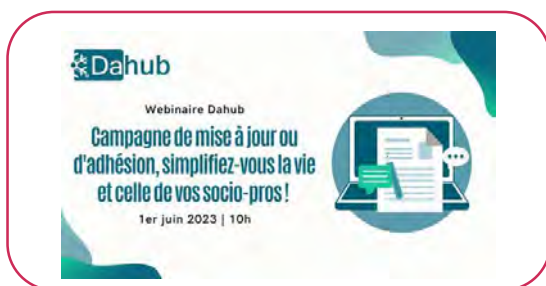 Dahub
Webinaire Dahub
Campagne de mise à jour ou
d'adhésion, simplifiez-vous la vie
et celle de vos socio-pros !
1er juin 2023 | 10h